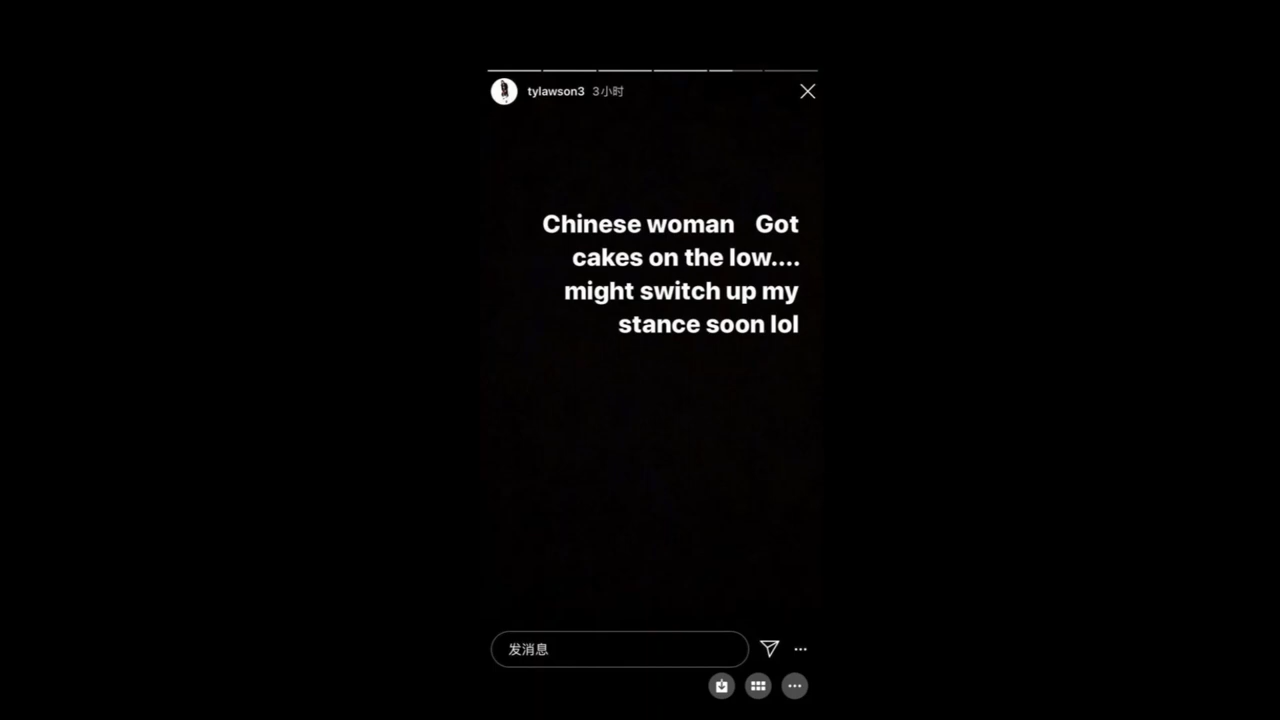 tylawson3 3小时
Chinese woman Got
cakes on the low....
might switch up my
stance soon lol
发消息